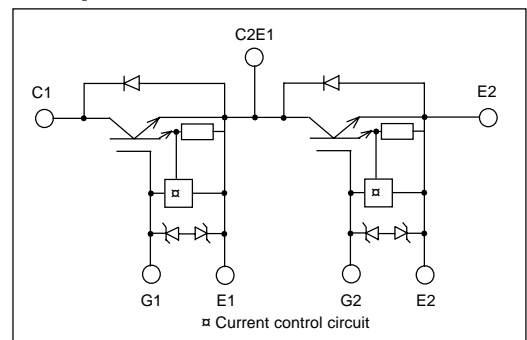 C2E1
C1
E2
¤
¤
G1
E1
G2
E2
¤ Current control circuit